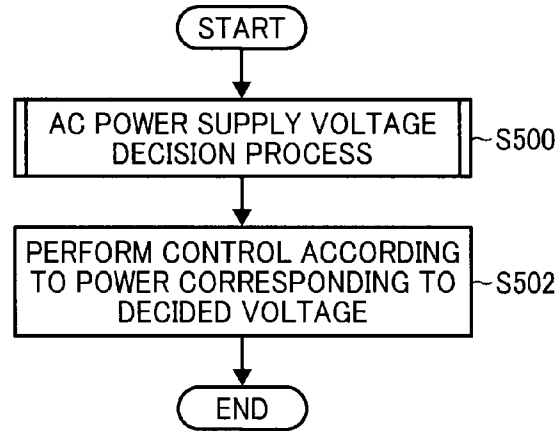 START
AC POWER SUPPLY VOLTAGE
DECISION PROCESS
S500
PERFORM CONTROL ACCORDING
TO POWER CORRESPONDING TO
DECIDED VOLTAGE
S502
END